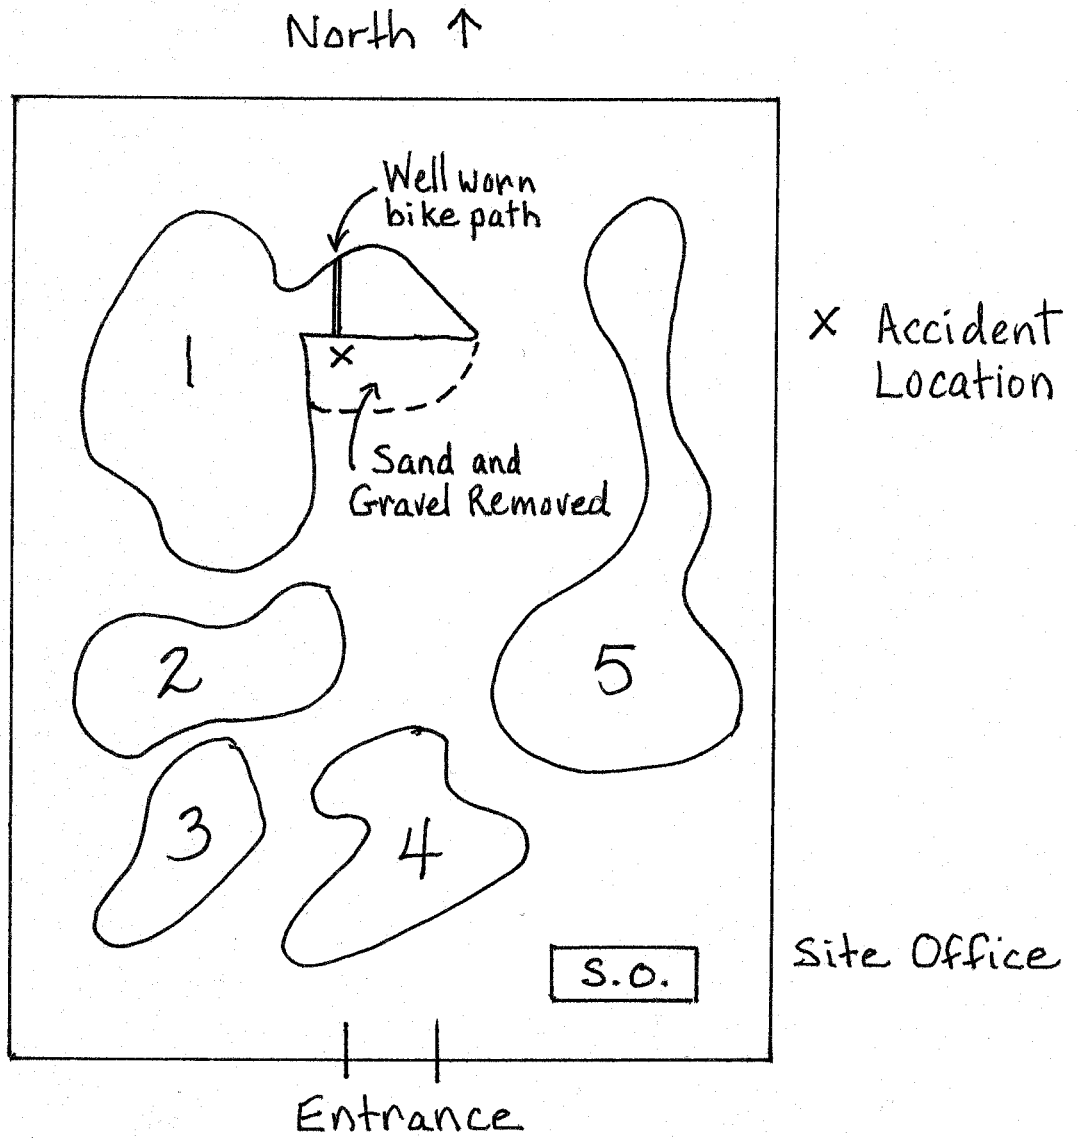 North ↑
Well worn
bike path
1
X
X Accident
Location
Sand and
Gravel Removed
2
5
3
4
S.O.
Site Office
Entrance